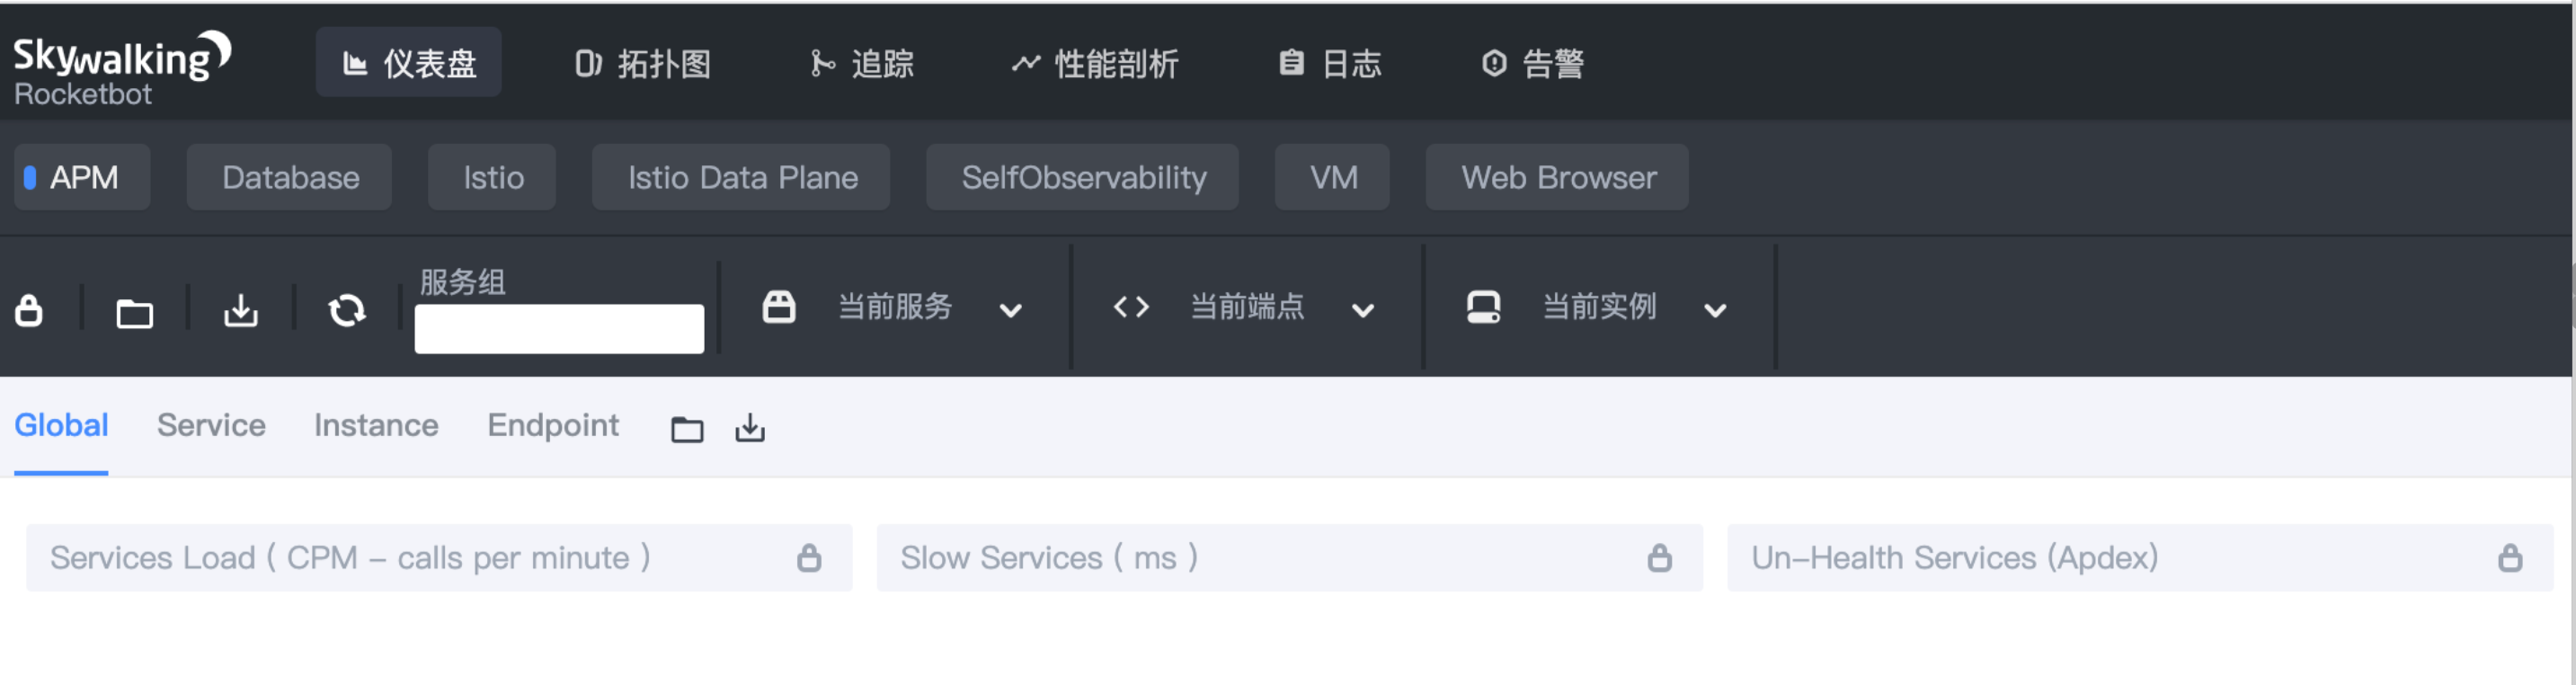 Skywalking
Rocketbot
仪表盘 拓扑图 追踪 性能剖析 日志 告警
APM Database Istio Istio Data Plane SelfObservability VM Web Browser
服务组
当前服务 当前端点 当前实例
Global Service Instance Endpoint
Services Load ( CPM – calls per minute ) Slow Services ( ms ) Un–Health Services (Apdex)